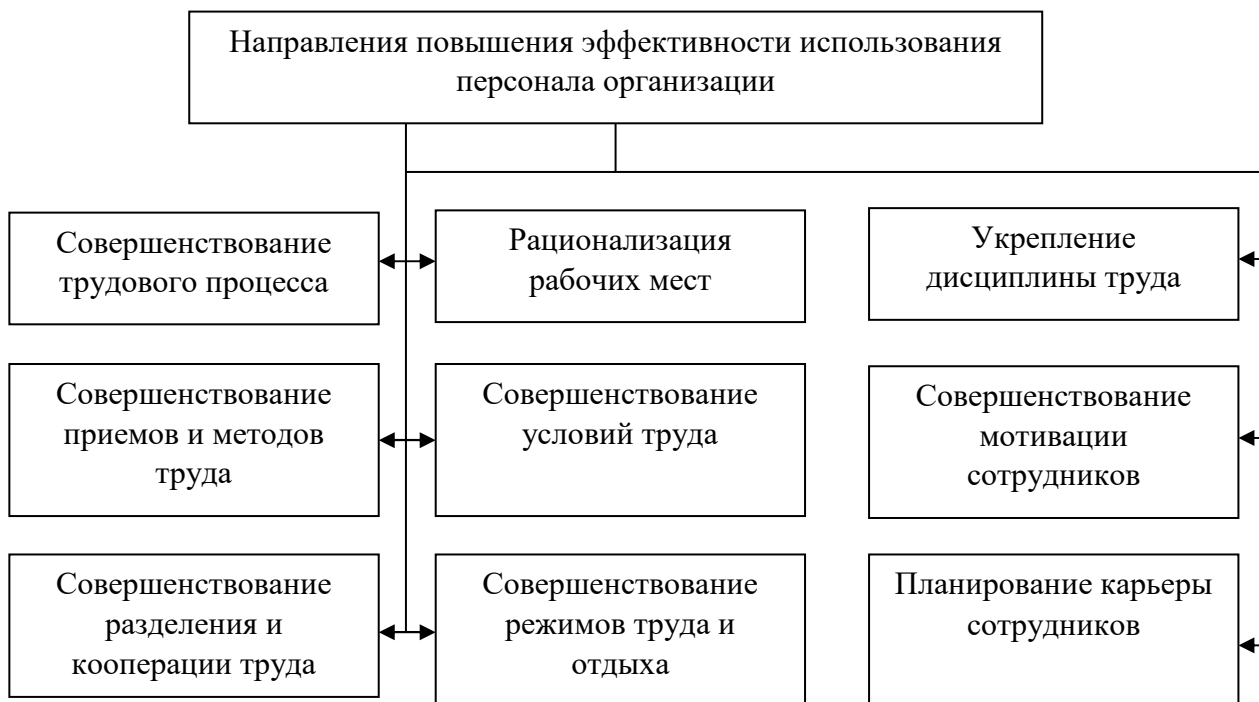 Направления повышения эффективности использования
персонала организации
Совершенствование
трудового процесса
Рационализация
рабочих мест
Укрепление
дисциплины труда
Совершенствование
приемов и методов
труда
Совершенствование
условий труда
Совершенствование
мотивации
сотрудников
Совершенствование
разделения и
кооперации труда
Совершенствование
режимов труда и
отдыха
Планирование карьеры
сотрудников